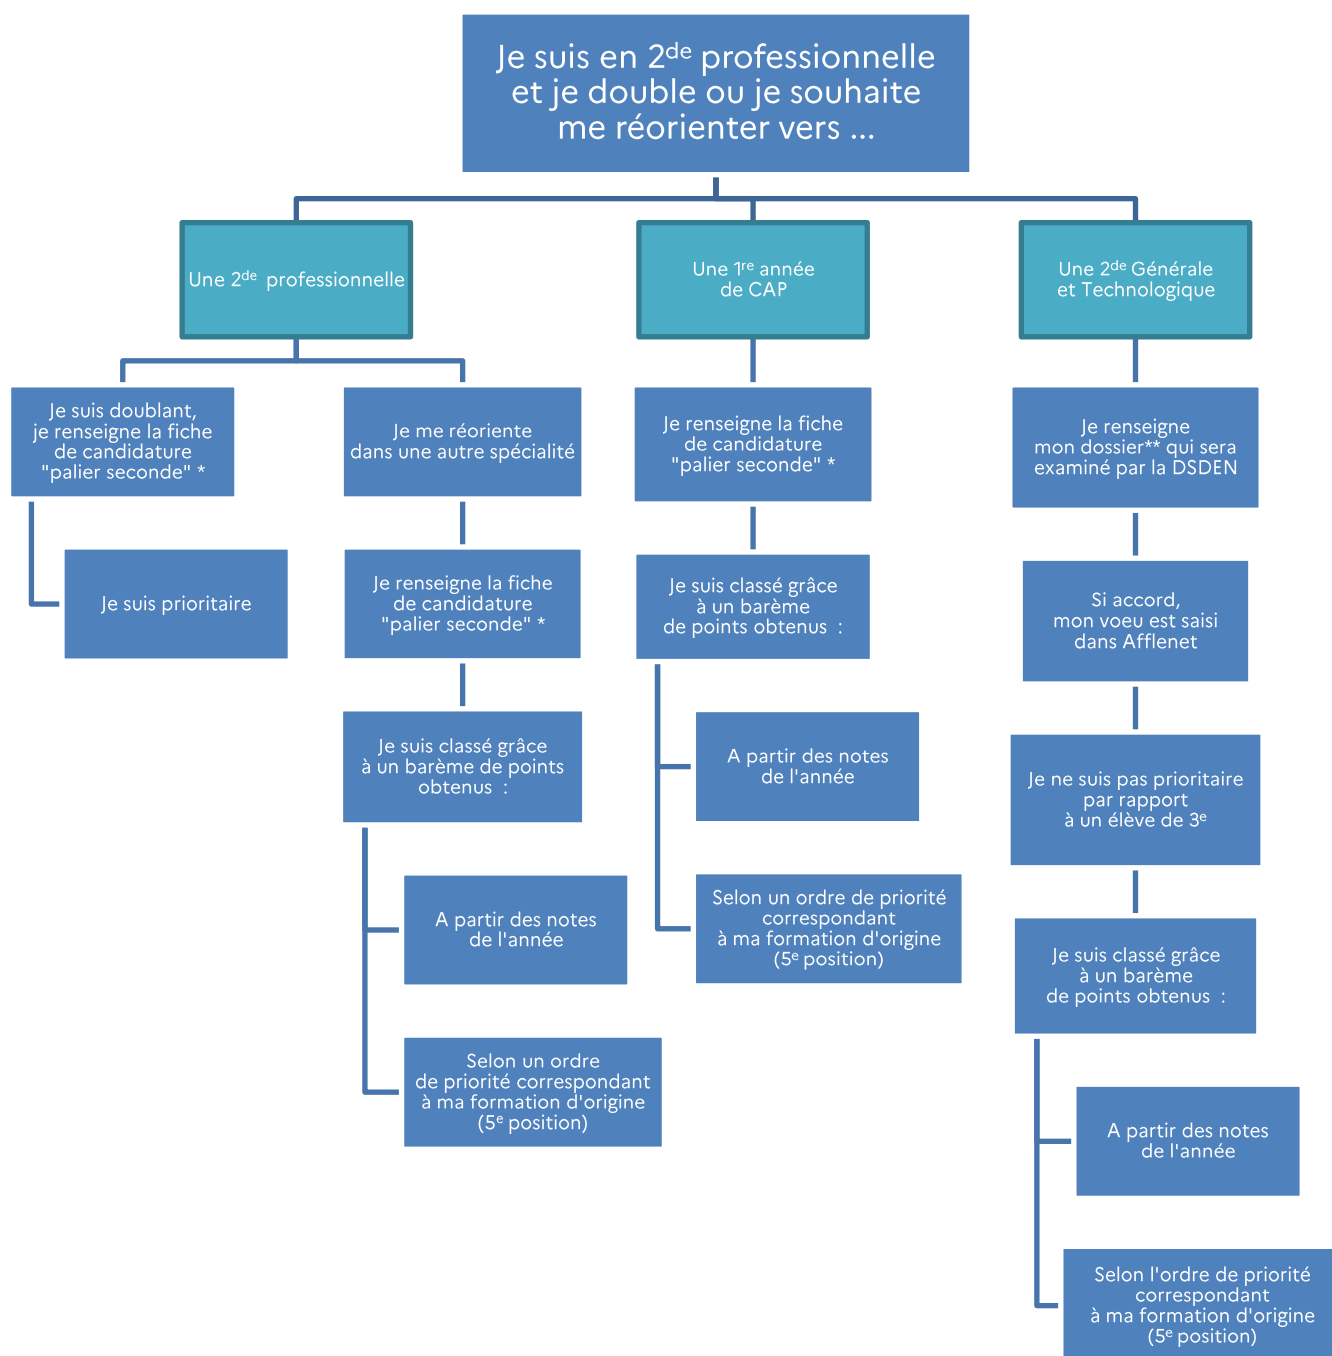 Je suis en 2de professionnelle
et je double ou je souhaite
me réorienter vers ...
Une 2de professionnelle
Une 1re année
de CAP
Une 2de Générale
et Technologique
Je suis doublant,
je renseigne la fiche
de candidature
"palier seconde" *
Je suis prioritaire
Je me réoriente
dans une autre spécialité
Je renseigne la fiche
de candidature
"palier seconde" *
Je suis classé grâce
à un barème de points
obtenus :
A partir des notes
de l'année
Selon un ordre
de priorité correspondant
à ma formation d'origine
(5e position)
Je renseigne la fiche
de candidature
"palier seconde" *
Je suis classé grâce
à un barème
de points obtenus :
A partir des notes
de l'année
Selon un ordre de priorité
correspondant
à ma formation d'origine
(5e position)
Je renseigne
mon dossier** qui sera
examiné par la DSDEN
Si accord,
mon voeu est saisi
dans Afflenet
Je ne suis pas prioritaire
par rapport
à un élève de 3e
Je suis classé grâce
à un barème
de points obtenus :
A partir des notes
de l'année
Selon l'ordre de priorité
correspondant
à ma formation d'origine
(5e position)